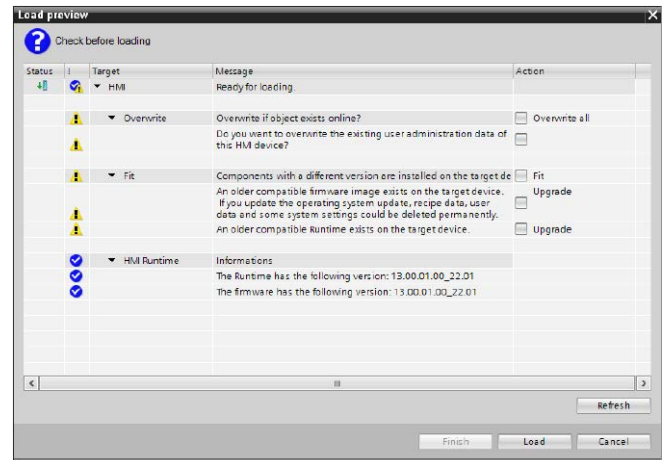 Load preview
Check before loading
Status ! Target Message Action
HMI Ready for loading.
Overwrite Overwrite if object exists online? Overwrite all
Do you want to overwrite the existing user administration data of
this HMI device?
Fit Components with a different version are installed on the target de Fit
An older compatible firmware image exists on the target device. Upgrade
If you update the operating system update, recipe data, user
data and some system settings could be deleted permanently.
An older compatible Runtime exists on the target device. Upgrade
HMI Runtime Informations
The Runtime has the following version: 13.00.01.00_22.01
The firmware has the following version: 13.00.01.00_22.01
Refresh
Finish Load Cancel